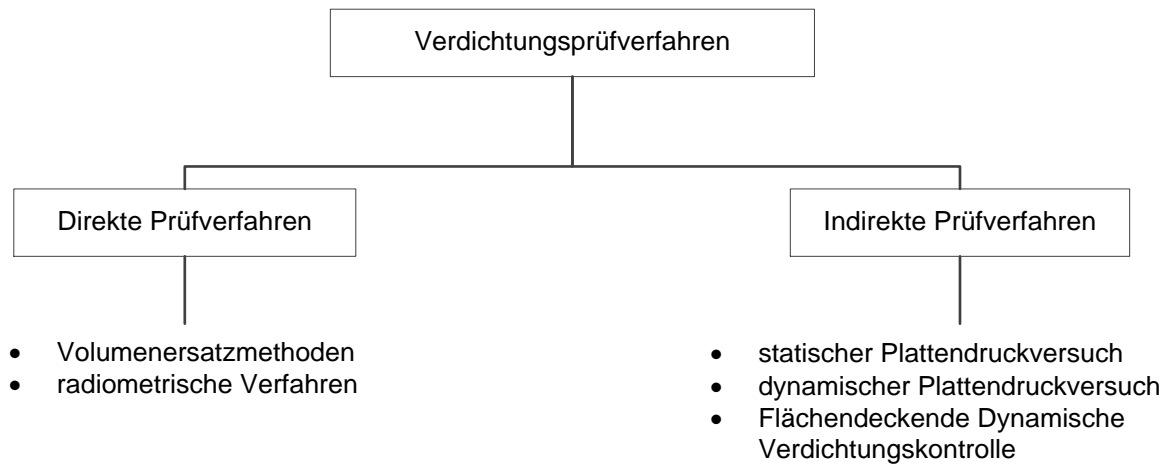 Verdichtungsprüfverfahren
Direkte Prüfverfahren
Indirekte Prüfverfahren
• Volumenersatzmethoden
• radiometrische Verfahren
• statischer Plattendruckversuch
• dynamischer Plattendruckversuch
• Flächendeckende Dynamische
Verdichtungskontrolle